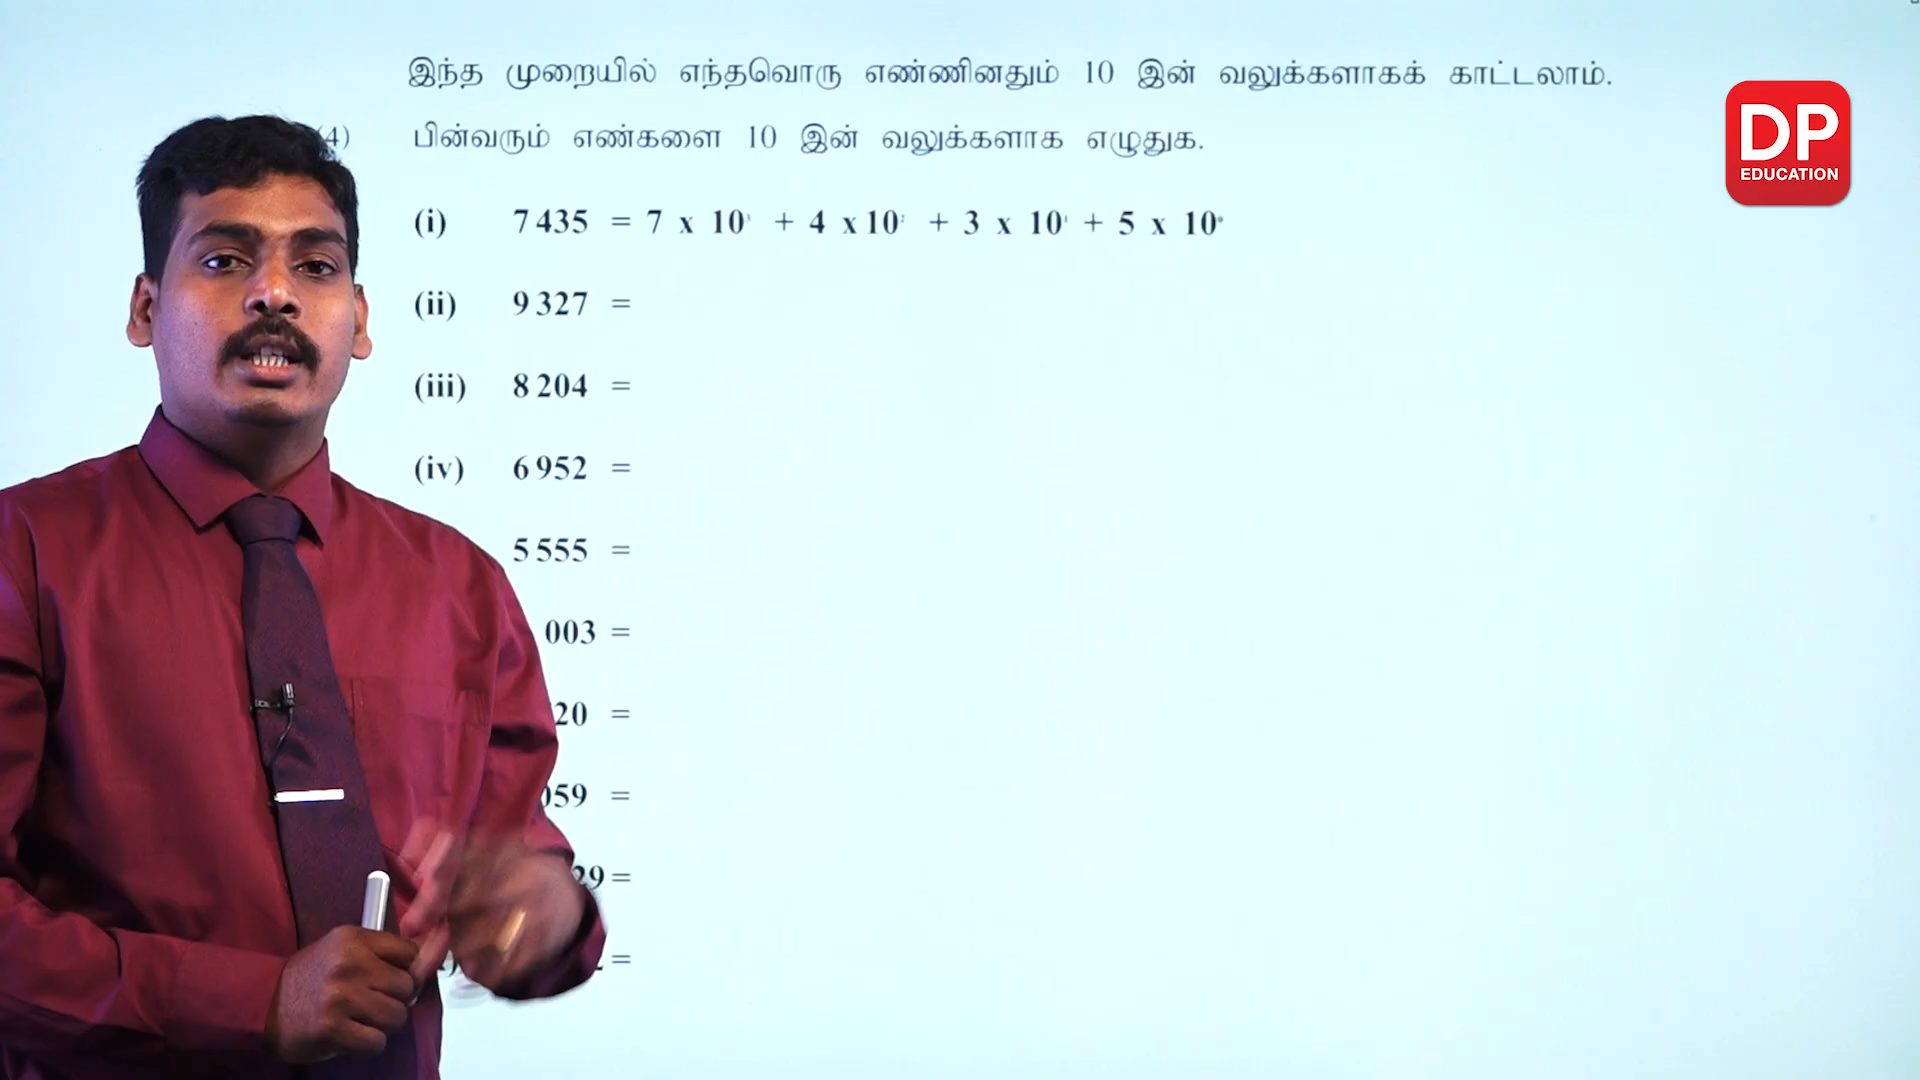 இந்த முறையில் எந்தவொரு எண்ணினதும் 10 இன் வலுக்களாகக் காட்டலாம்.
DP
EDUCATION
4) பின்வரும் எண்களை 10 இன் வலுக்களாக எழுதுக.
(i) 7 435 = 7 x 10³ + 4 x 10² + 3 x 10¹ + 5 x 10⁰
(ii) 9 327 =
(iii) 8 204 =
(iv) 6 952 =
5 555 =
003 =
20 =
059 =
29 =
=